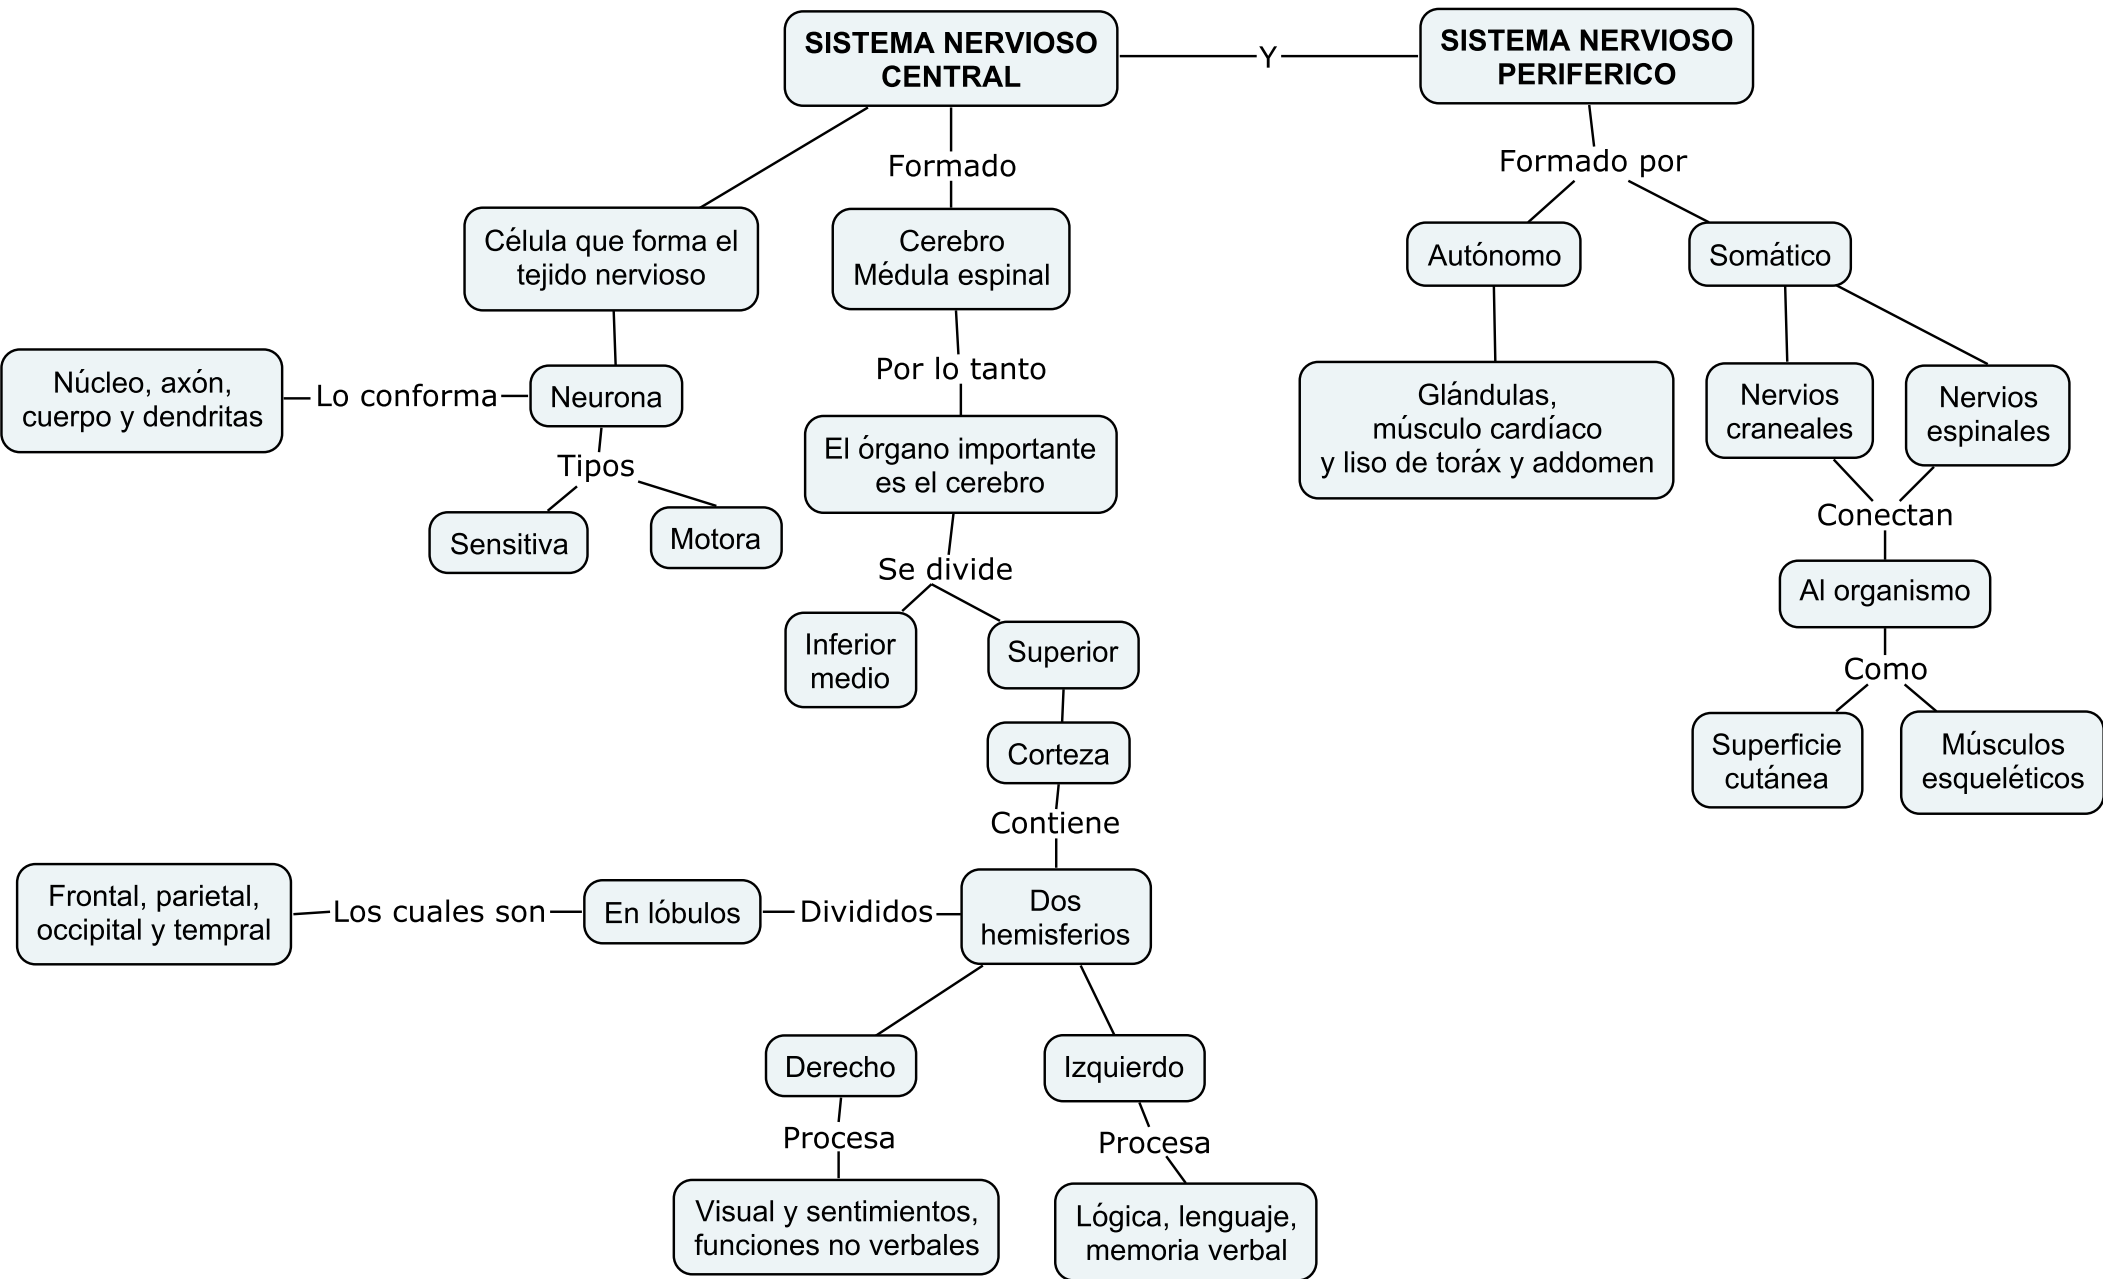 SISTEMA NERVIOSO
CENTRAL
Y
SISTEMA NERVIOSO
PERIFERICO
Formado
Formado por
Célula que forma el
tejido nervioso
Cerebro
Médula espinal
Autónomo
Somático
Núcleo, axón,
cuerpo y dendritas
Lo conforma
Neurona
Por lo tanto
Glándulas,
músculo cardíaco
y liso de toráx y addomen
Nervios
craneales
Nervios
espinales
Tipos
El órgano importante
es el cerebro
Sensitiva
Motora
Conectan
Se divide
Al organismo
Inferior
medio
Superior
Como
Corteza
Superficie
cutánea
Músculos
esqueléticos
Contiene
Frontal, parietal,
occipital y tempral
Los cuales son
En lóbulos
Divididos
Dos
hemisferios
Derecho
Izquierdo
Procesa
Procesa
Visual y sentimientos,
funciones no verbales
Lógica, lenguaje,
memoria verbal